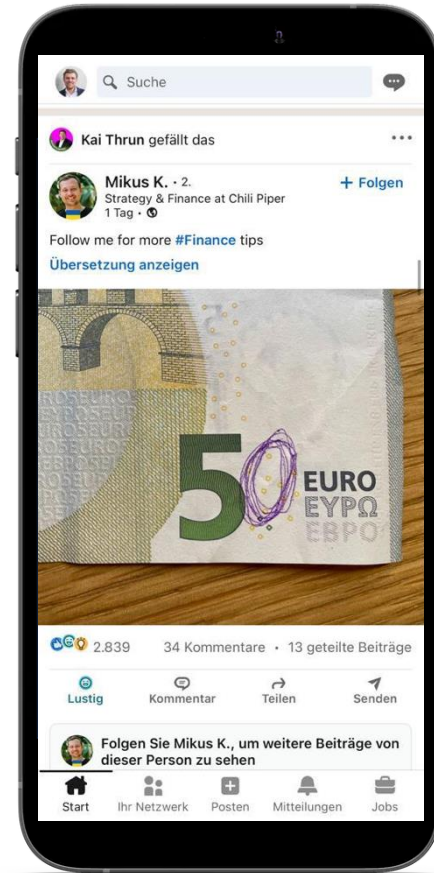 Suche
Kai Thrun gefällt das
Mikus K. · 2.
+ Folgen
Strategy & Finance at Chili Piper
1 Tag ·
Follow me for more #Finance tips
Übersetzung anzeigen
50 EURO
ΕΥΡΩ
ЕВРО
2.839
34 Kommentare · 13 geteilte Beiträge
Lustig
Kommentar
Teilen
Senden
Folgen Sie Mikus K., um weitere Beiträge von
dieser Person zu sehen
Start
Ihr Netzwerk
Posten
Mitteilungen
Jobs